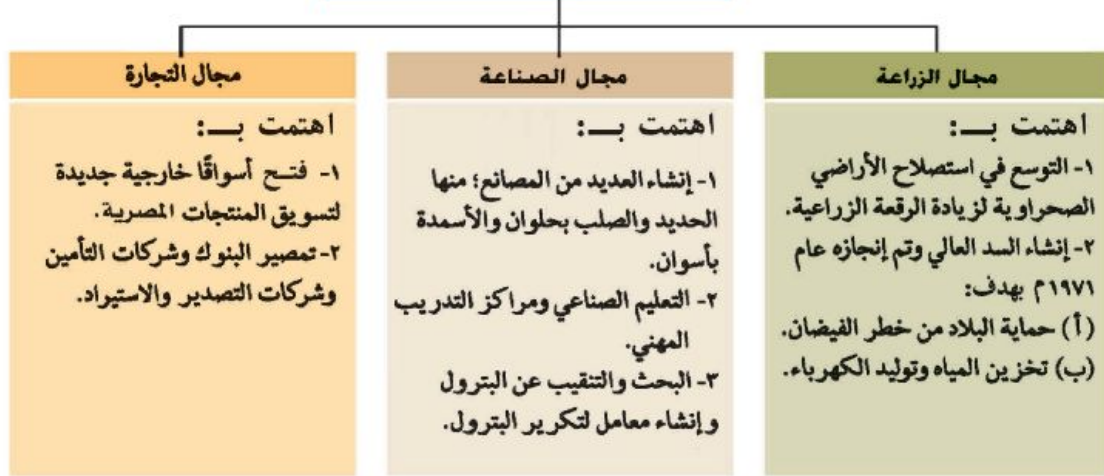 مجال الزراعة
اهتمت بــ:
١- التوسع في استصلاح الأراضي
الصحراوية لزيادة الرقعة الزراعية.
٢- إنشاء السد العالي وتم إنجازه عام
١٩٧١م بهدف:
(أ) حماية البلاد من خطر الفيضان.
(ب) تخزين المياه وتوليد الكهرباء.
مجال الصناعة
اهتمت بــ:
١- إنشاء العديد من المصانع؛ منها
الحديد والصلب بحلوان والأسمدة
بأسوان.
٢- التعليم الصناعي ومراكز التدريب
المهني.
٣- البحث والتنقيب عن البترول
وإنشاء معامل لتكرير البترول.
مجال التجارة
اهتمت بــ:
١- فتح أسواقًا خارجية جديدة
لتسويق المنتجات المصرية.
٢- تمصير البنوك وشركات التأمين
وشركات التصدير والاستيراد.